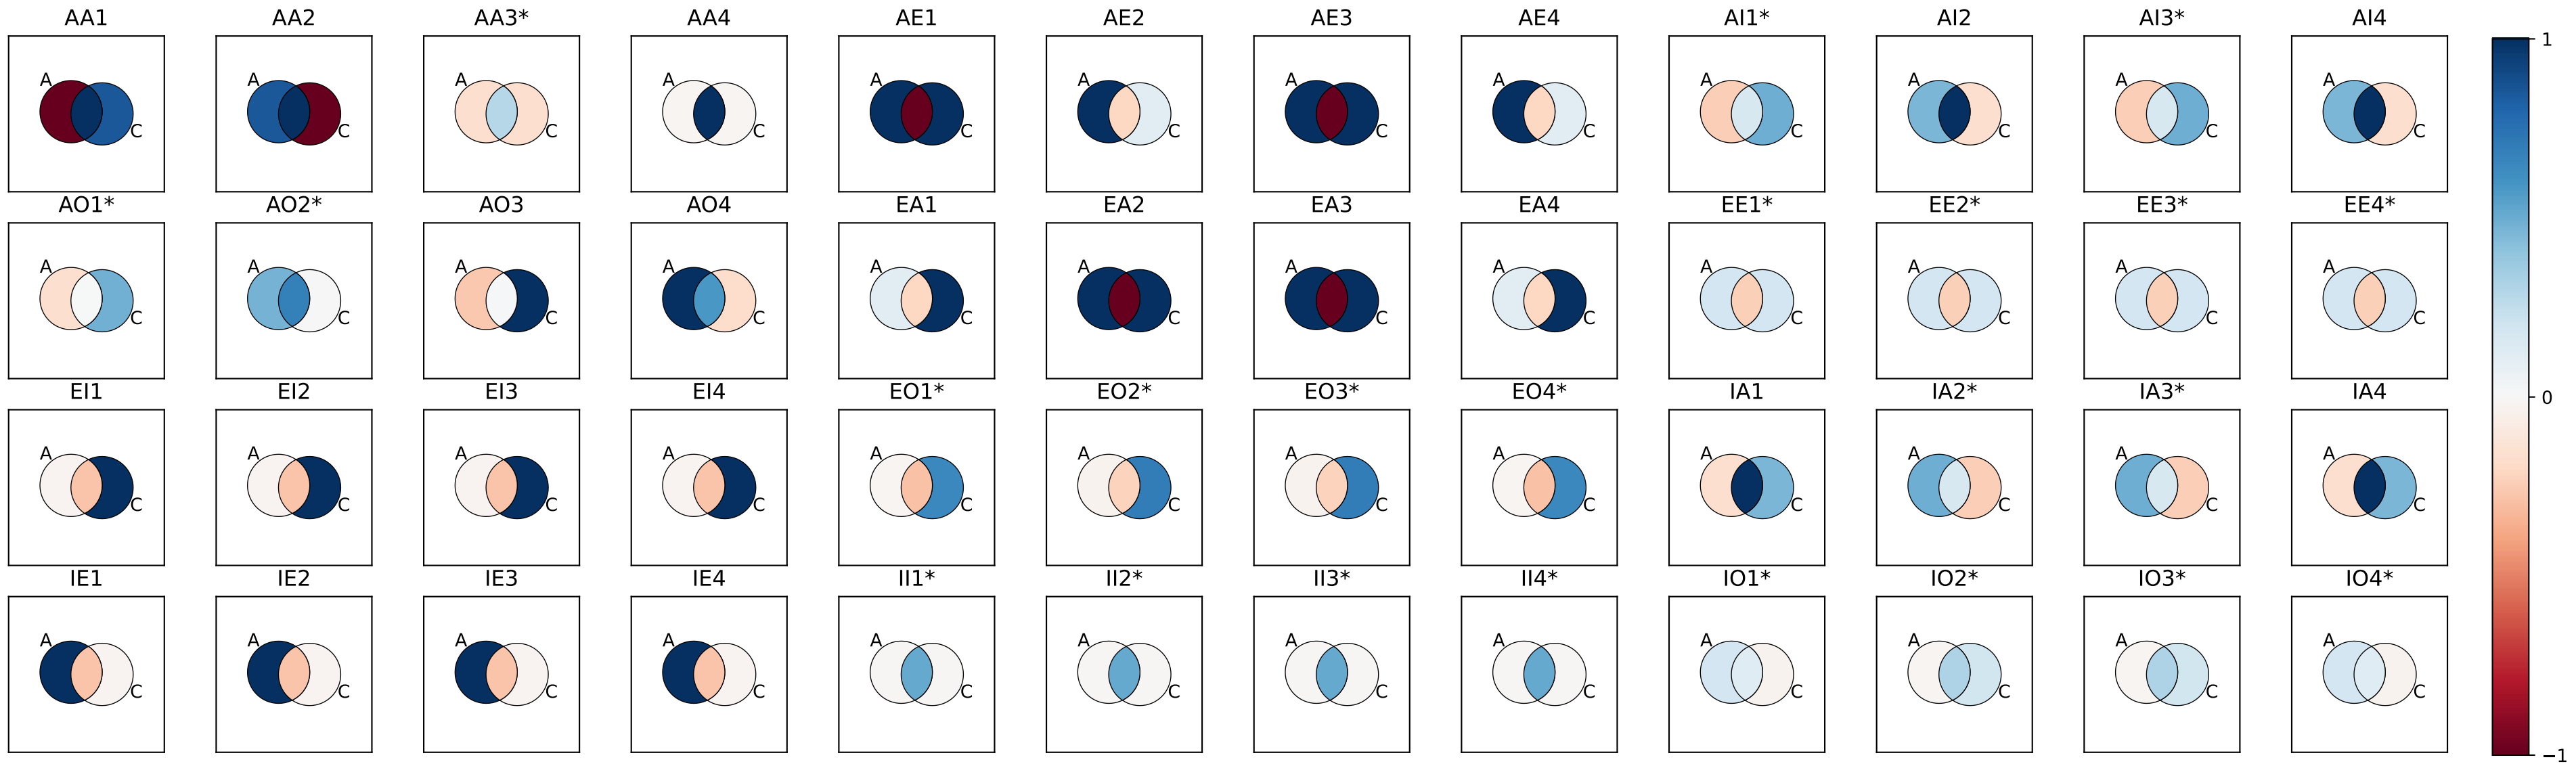 AA1 AA2 AA3* AA4 AE1 AE2 AE3 AE4 AI1* AI2 AI3* AI4
A C A C A C A C A C A C A C A C A C A C A C A C
1
AO1* AO2* AO3 AO4 EA1 EA2 EA3 EA4 EE1* EE2* EE3* EE4*
A C A C A C A C A C A C A C A C A C A C A C A C
EI1 EI2 EI3 EI4 EO1* EO2* EO3* EO4* IA1 IA2* IA3* IA4
0
A C A C A C A C A C A C A C A C A C A C A C A C
IE1 IE2 IE3 IE4 II1* II2* II3* II4* IO1* IO2* IO3* IO4*
A C A C A C A C A C A C A C A C A C A C A C A C
−1